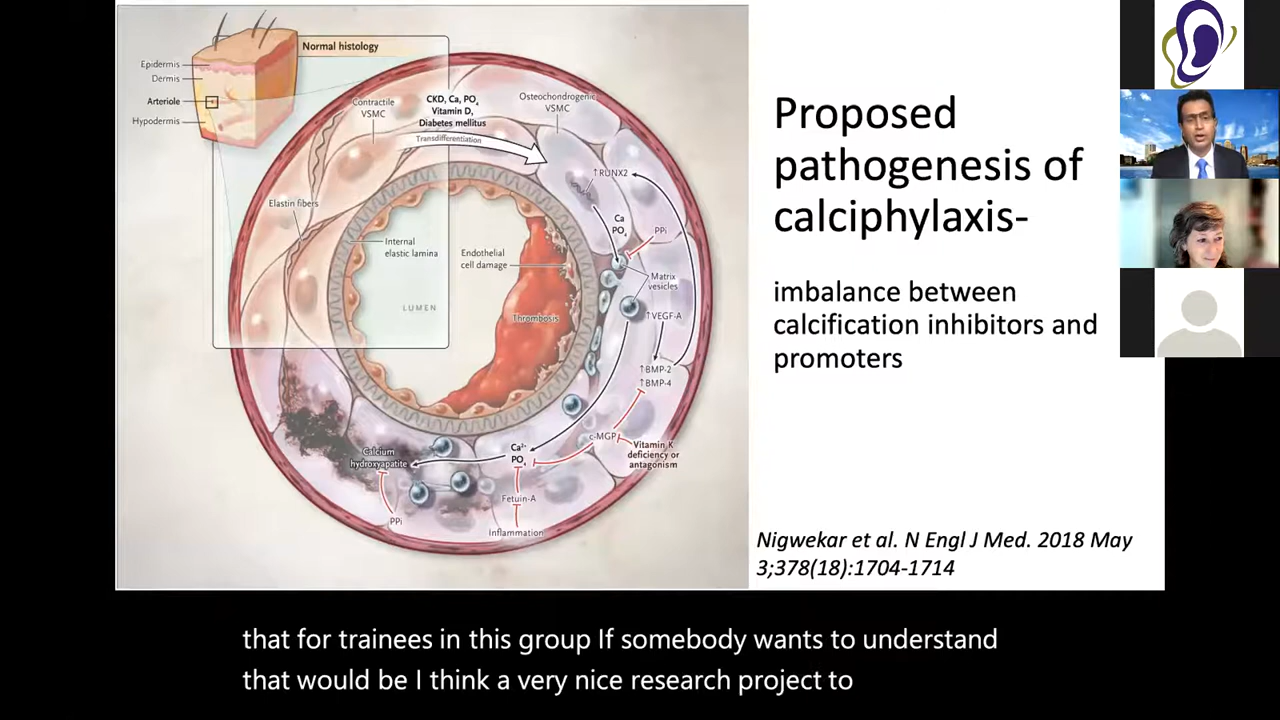 Normal histology
Epidermis
Dermis
Arteriole
Hypodermis
Contractile
VSMC
CKD, Ca, PO4
Vitamin D,
Diabetes mellitus
Transdifferentiation
Osteochondrogenic
VSMC
↑RUNX2
Elastin fibers
Internal
elastic lamina
Endothelial
cell damage
Ca
PO4
PPi
Matrix
vesicles
LUMEN
Thrombosis
↑VEGF-A
↑BMP-2
↑BMP-4
c-MGP
Vitamin K
deficiency or
antagonism
Calcium
hydroxyapatite
Ca2+
PO4
Fetuin-A
PPi
Inflammation
Proposed
pathogenesis of
calciphylaxis-
imbalance between
calcification inhibitors and
promoters
Nigwekar et al. N Engl J Med. 2018 May
3;378(18):1704-1714
that for trainees in this group If somebody wants to understand
that would be I think a very nice research project to